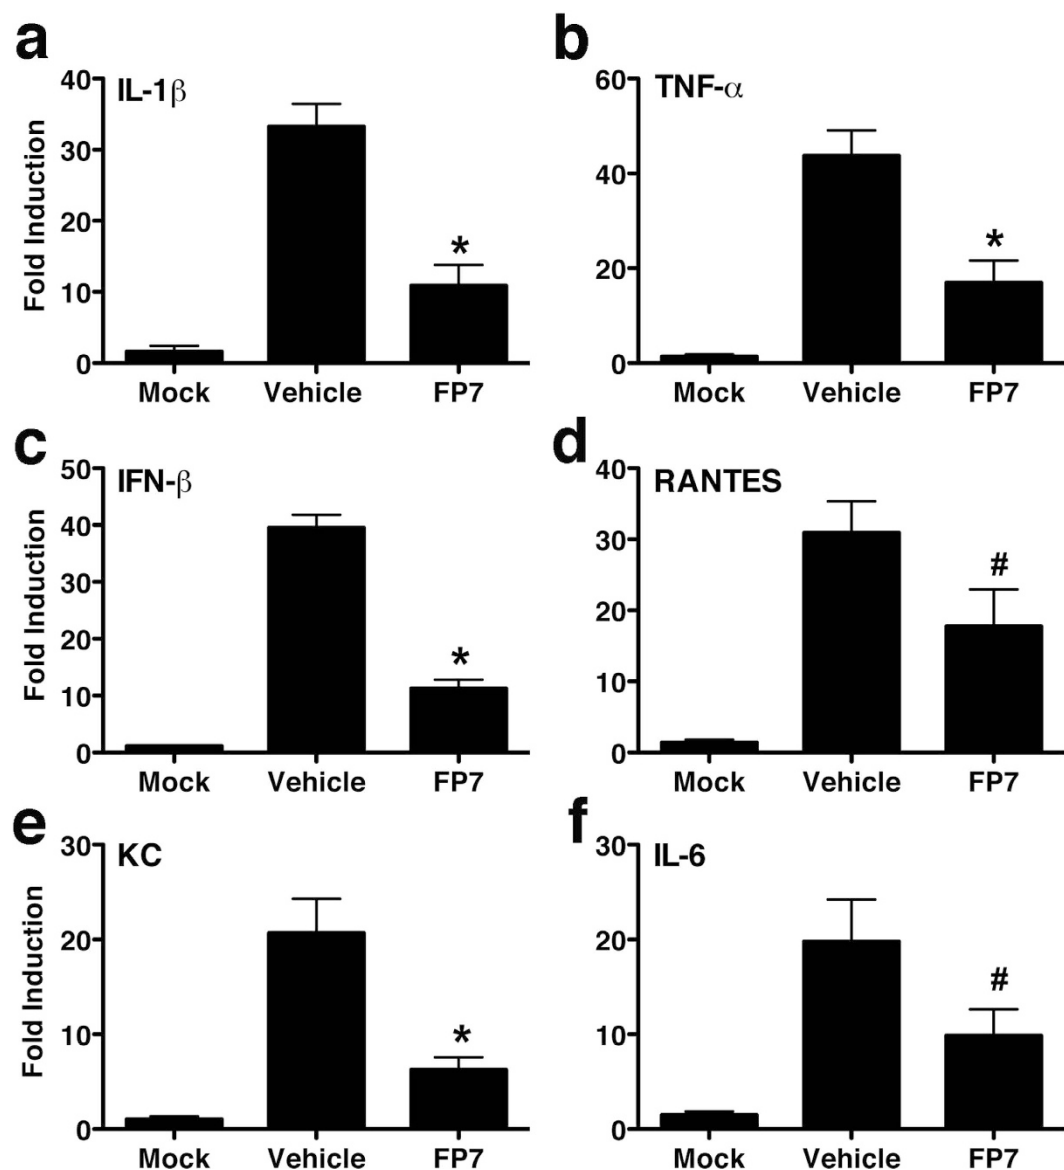 a
IL-1β
Fold Induction
40
30
20
10
0
*
Mock Vehicle FP7
b
TNF-α
60
40
20
0
*
Mock Vehicle FP7
c
IFN-β
Fold Induction
50
40
30
20
10
0
*
Mock Vehicle FP7
d
RANTES
40
30
20
10
0
#
Mock Vehicle FP7
e
KC
Fold Induction
30
20
10
0
*
Mock Vehicle FP7
f
IL-6
30
20
10
0
#
Mock Vehicle FP7